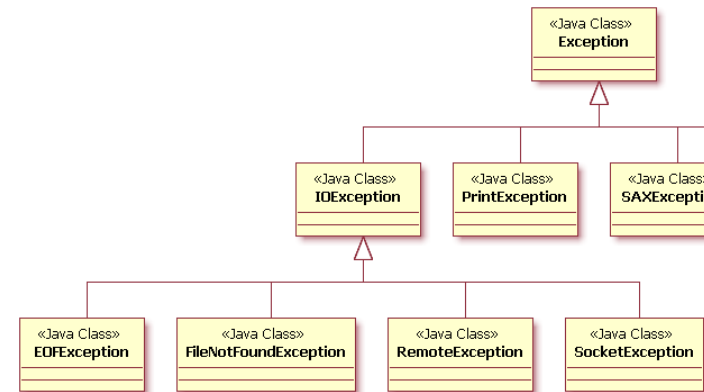 «Java Class»
Exception
«Java Class»
IOException
«Java Class»
PrintException
«Java Class»
SAXExcepti
«Java Class»
EOFException
«Java Class»
FileNotFoundException
«Java Class»
RemoteException
«Java Class»
SocketException